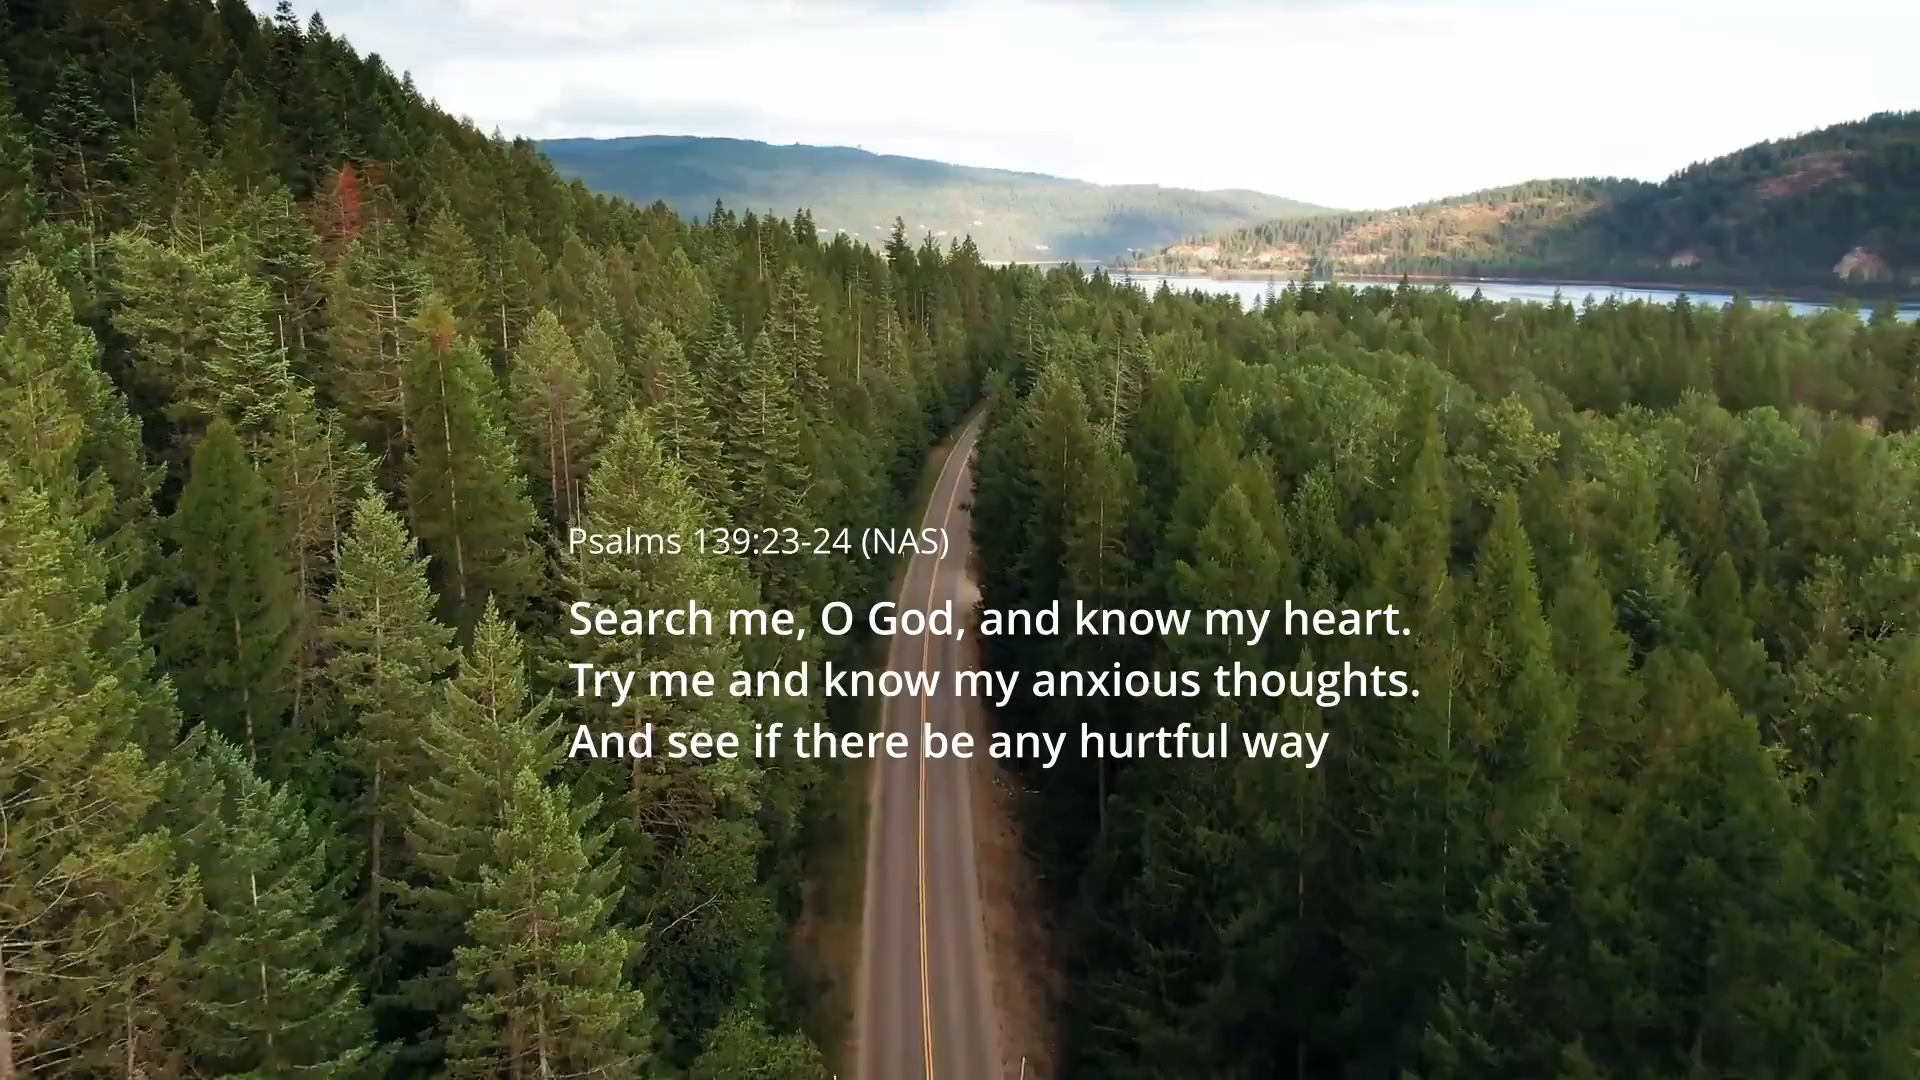 Psalms 139:23-24 (NAS)
Search me, O God, and know my heart.
Try me and know my anxious thoughts.
And see if there be any hurtful way